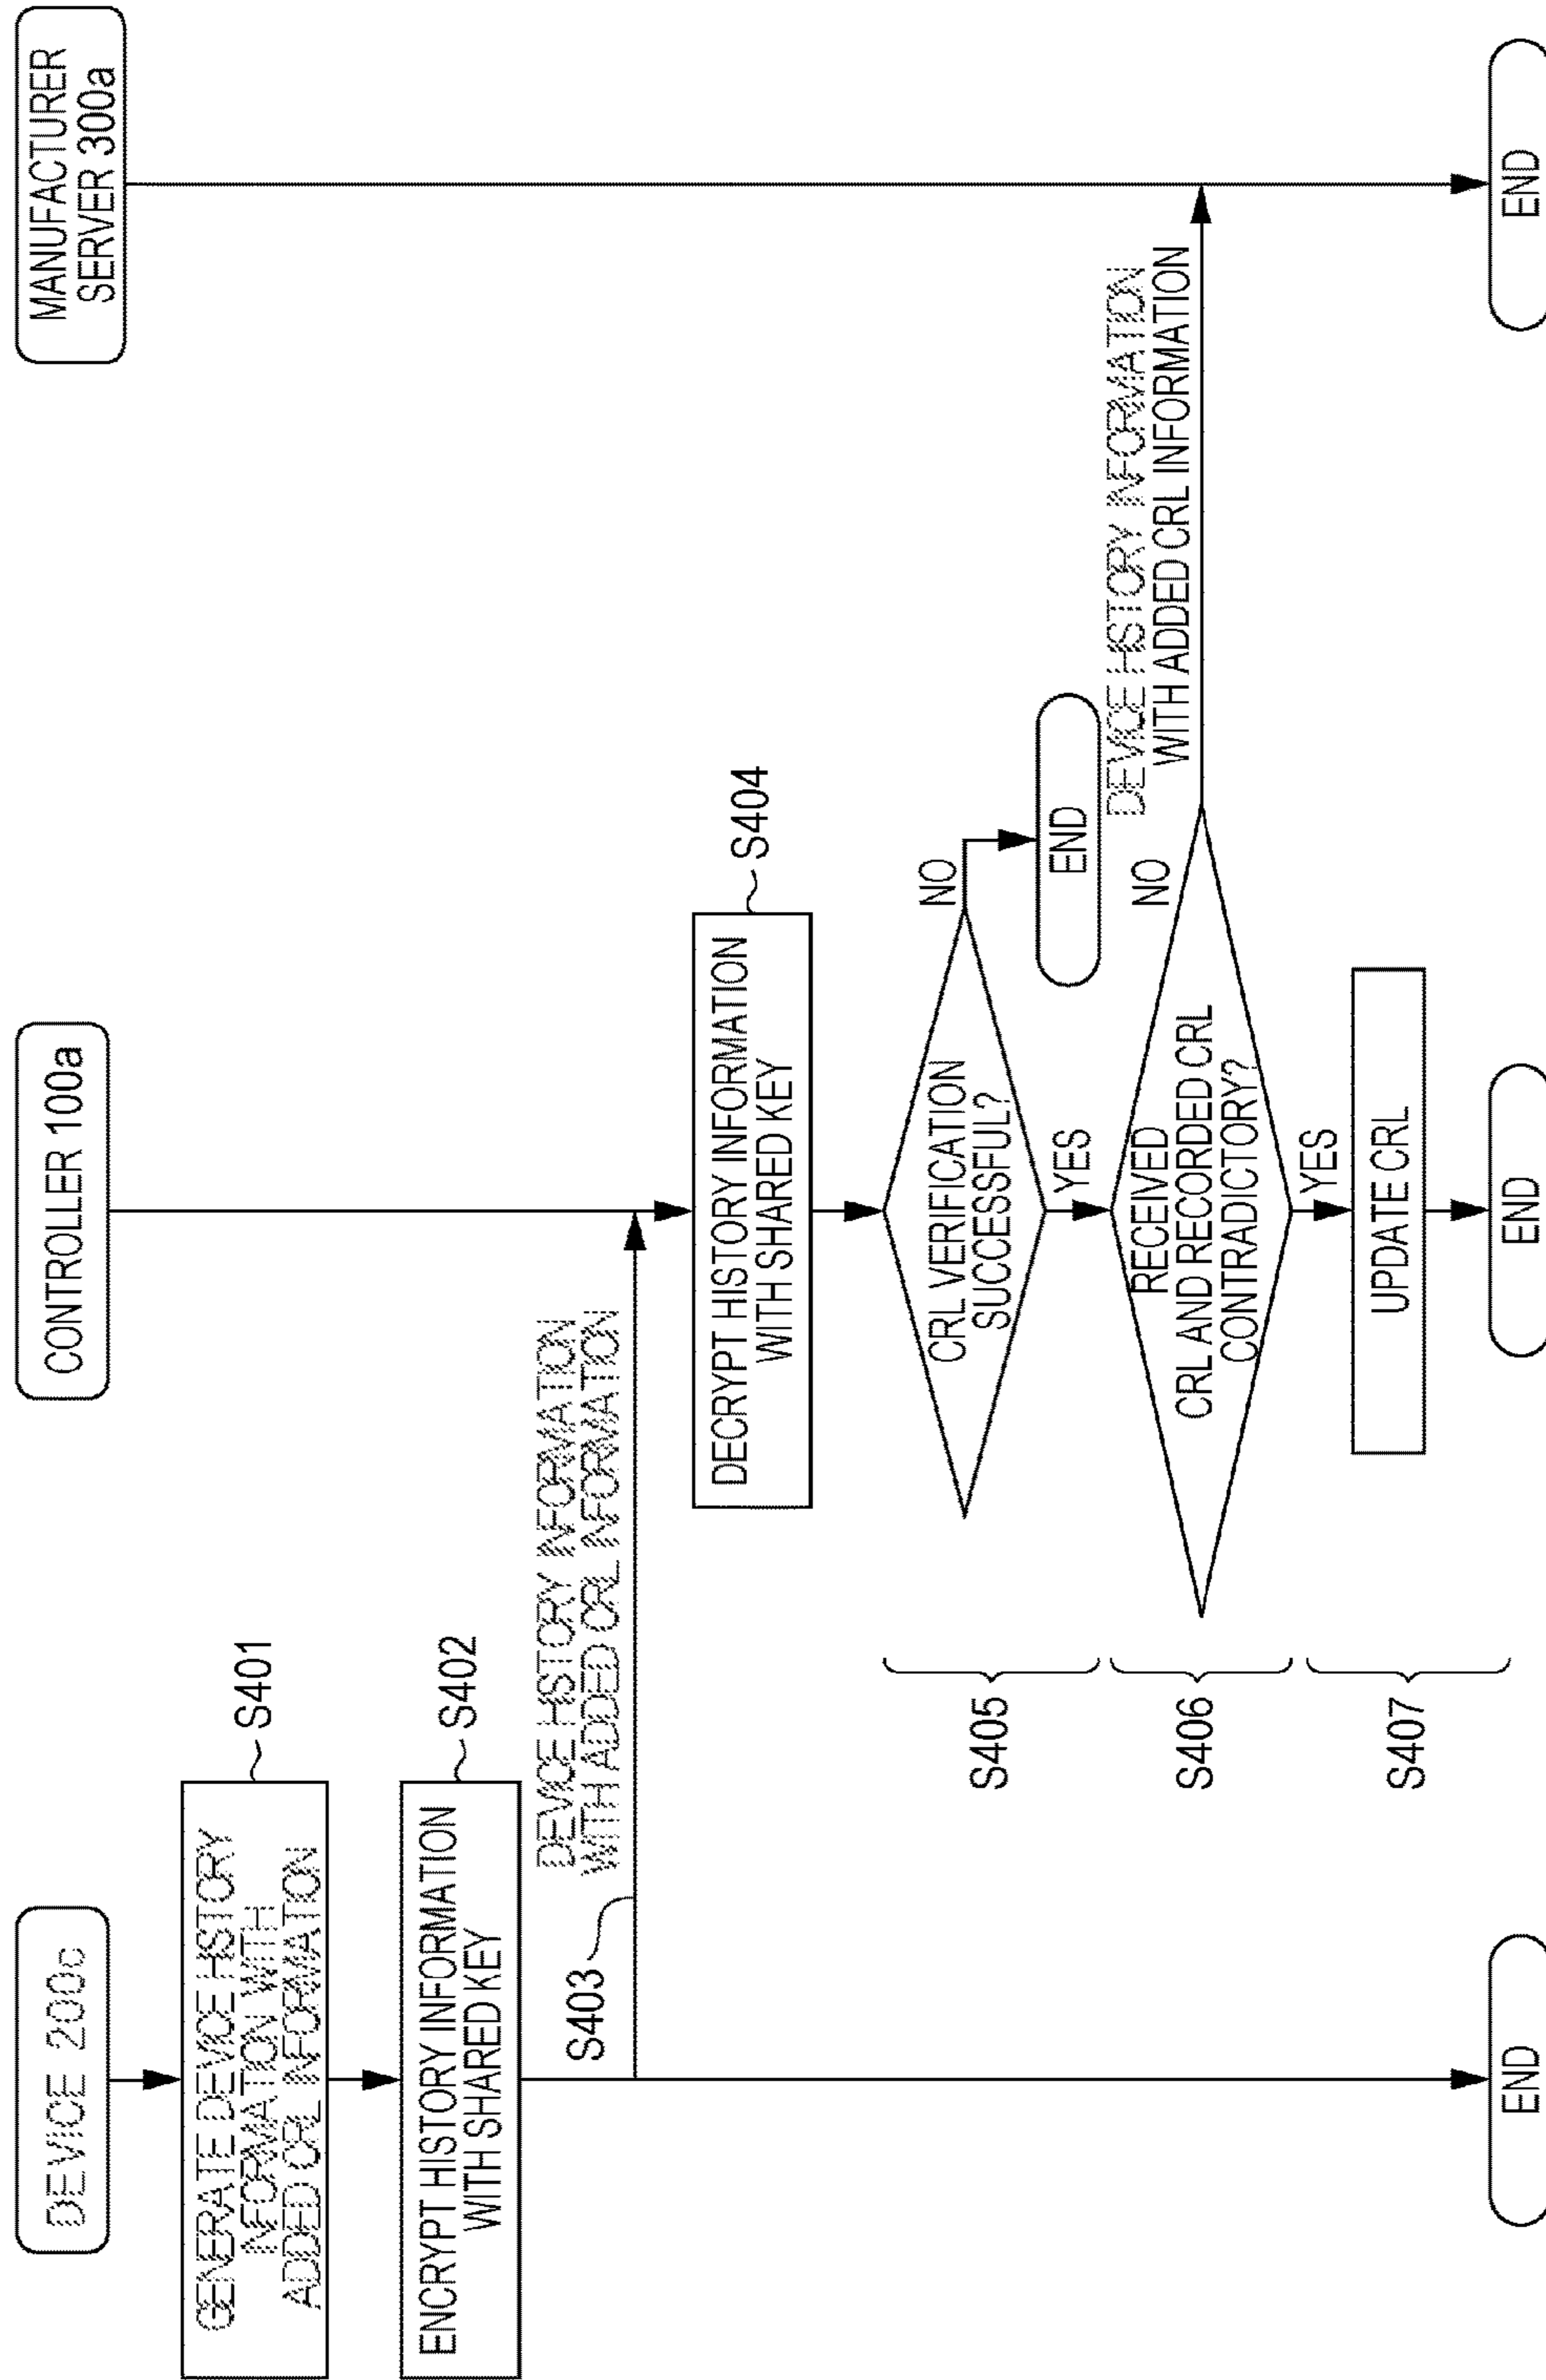 DEVICE 200c
CONTROLLER 100a
MANUFACTURER
SERVER 300a
GENERATE DEVICE HISTORY
INFORMATION WITH
ADDED CRL INFORMATION
S401
ENCRYPT HISTORY INFORMATION
WITH SHARED KEY
S402
S403
DEVICE HISTORY INFORMATION
WITH ADDED CRL INFORMATION
DECRYPT HISTORY INFORMATION
WITH SHARED KEY
S404
S405
CRL VERIFICATION
SUCCESSFUL?
NO
END
YES
S406
RECEIVED
CRL AND RECORDED CRL
CONTRADICTORY?
NO
DEVICE HISTORY INFORMATION
WITH ADDED CRL INFORMATION
YES
S407
UPDATE CRL
END
END
END